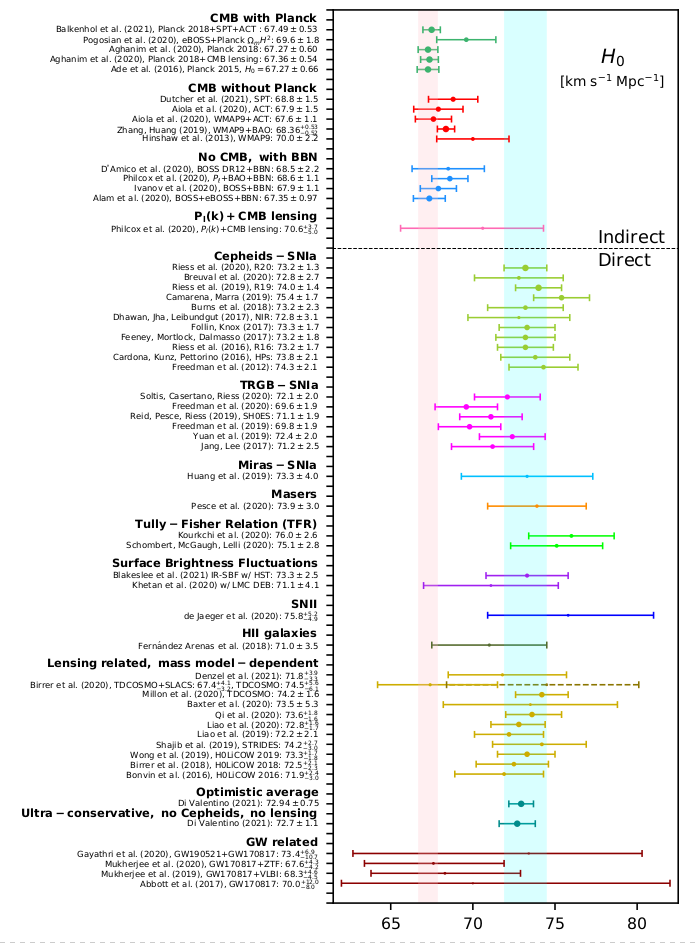 CMB with Planck
Balkenhol et al. (2021), Planck 2018+SPT+ACT : 67.49 ± 0.53
Pogosian et al. (2020), eBOSS+Planck Ω_mH²: 69.6 ± 1.8
Aghanim et al. (2020), Planck 2018: 67.27 ± 0.60
Aghanim et al. (2020), Planck 2018+CMB lensing: 67.36 ± 0.54
Ade et al. (2016), Planck 2015, H₀ = 67.27 ± 0.66
H₀
[km s⁻¹ Mpc⁻¹]
CMB without Planck
Dutcher et al. (2021), SPT: 68.8 ± 1.5
Aiola et al. (2020), ACT: 67.9 ± 1.5
Aiola et al. (2020), WMAP9+ACT: 67.6 ± 1.1
Zhang, Huang (2019), WMAP9+BAO: 68.36 +0.53 −0.52
Hinshaw et al. (2013), WMAP9: 70.0 ± 2.2
No CMB, with BBN
D'Amico et al. (2020), BOSS DR12+BBN: 68.5 ± 2.2
Philcox et al. (2020), P_ℓ+BAO+BBN: 68.6 ± 1.1
Ivanov et al. (2020), BOSS+BBN: 67.9 ± 1.1
Alam et al. (2020), BOSS+eBOSS+BBN: 67.35 ± 0.97
P_l(k) + CMB lensing
Philcox et al. (2020), P_l(k)+CMB lensing: 70.6 +3.7 −5.0
Indirect
Direct
Cepheids − SNIa
Riess et al. (2020), R20: 73.2 ± 1.3
Breuval et al. (2020): 72.8 ± 2.7
Riess et al. (2019), R19: 74.0 ± 1.4
Camarena, Marra (2019): 75.4 ± 1.7
Burns et al. (2018): 73.2 ± 2.3
Dhawan, Jha, Leibundgut (2017), NIR: 72.8 ± 3.1
Follin, Knox (2017): 73.3 ± 1.7
Feeney, Mortlock, Dalmasso (2017): 73.2 ± 1.8
Riess et al. (2016), R16: 73.2 ± 1.7
Cardona, Kunz, Pettorino (2016), HPs: 73.8 ± 2.1
Freedman et al. (2012): 74.3 ± 2.1
TRGB − SNIa
Soltis, Casertano, Riess (2020): 72.1 ± 2.0
Freedman et al. (2020): 69.6 ± 1.9
Reid, Pesce, Riess (2019), SH0ES: 71.1 ± 1.9
Freedman et al. (2019): 69.8 ± 1.9
Yuan et al. (2019): 72.4 ± 2.0
Jang, Lee (2017): 71.2 ± 2.5
Miras − SNIa
Huang et al. (2019): 73.3 ± 4.0
Masers
Pesce et al. (2020): 73.9 ± 3.0
Tully − Fisher Relation (TFR)
Kourkchi et al. (2020): 76.0 ± 2.6
Schombert, McGaugh, Lelli (2020): 75.1 ± 2.8
Surface Brightness Fluctuations
Blakeslee et al. (2021) IR-SBF w/ HST: 73.3 ± 2.5
Khetan et al. (2020) w/ LMC DEB: 71.1 ± 4.1
SNII
de Jaeger et al. (2020): 75.8 +5.2 −4.9
HII galaxies
Fernández Arenas et al. (2018): 71.0 ± 3.5
Lensing related, mass model − dependent
Denzel et al. (2021): 71.8 +3.9 −3.3
Birrer et al. (2020), TDCOSMO+SLACS: 67.4 +4.1 −3.2, TDCOSMO: 74.5 +5.6 −6.1
Millon et al. (2020), TDCOSMO: 74.2 ± 1.6
Baxter et al. (2020): 73.5 ± 5.3
Qi et al. (2020): 73.6 +1.8 −1.6
Liao et al. (2020): 72.8 +1.6 −1.7
Liao et al. (2019): 72.2 ± 2.1
Shajib et al. (2019), STRIDES: 74.2 +2.7 −3.0
Wong et al. (2019), H0LiCOW 2019: 73.3 +1.7 −1.8
Birrer et al. (2018), H0LiCOW 2018: 72.5 +2.1 −2.3
Bonvin et al. (2016), H0LiCOW 2016: 71.9 +2.4 −3.0
Optimistic average
Di Valentino (2021): 72.94 ± 0.75
Ultra − conservative, no Cepheids, no lensing
Di Valentino (2021): 72.7 ± 1.1
GW related
Gayathri et al. (2020), GW190521+GW170817: 73.4 +6.9 −10.7
Mukherjee et al. (2020), GW170817+ZTF: 67.6 +4.3 −4.2
Mukherjee et al. (2019), GW170817+VLBI: 68.3 +4.6 −4.5
Abbott et al. (2017), GW170817: 70.0 +12.0 −8.0
65 70 75 80